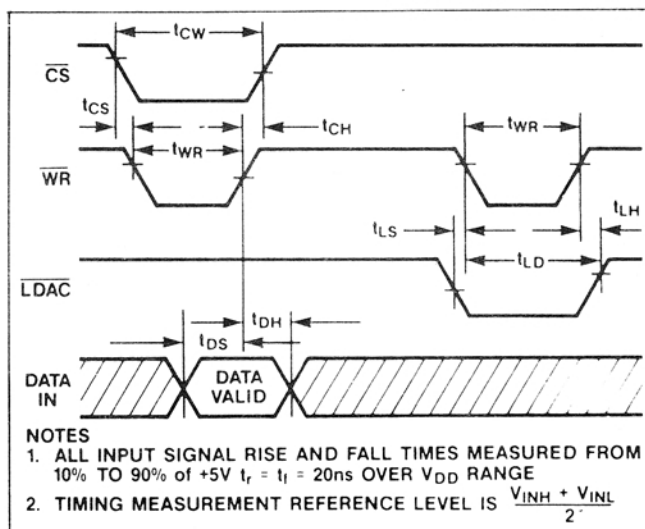 tCW
CS
tCS
tCH
tWR
tWR
WR
tLS
tLH
tLD
LDAC
tDH
tDS
DATA
IN
DATA
VALID
NOTES
1. ALL INPUT SIGNAL RISE AND FALL TIMES MEASURED FROM
10% TO 90% of +5V tr = tf = 20ns OVER VDD RANGE
2. TIMING MEASUREMENT REFERENCE LEVEL IS VINH + VINL
2